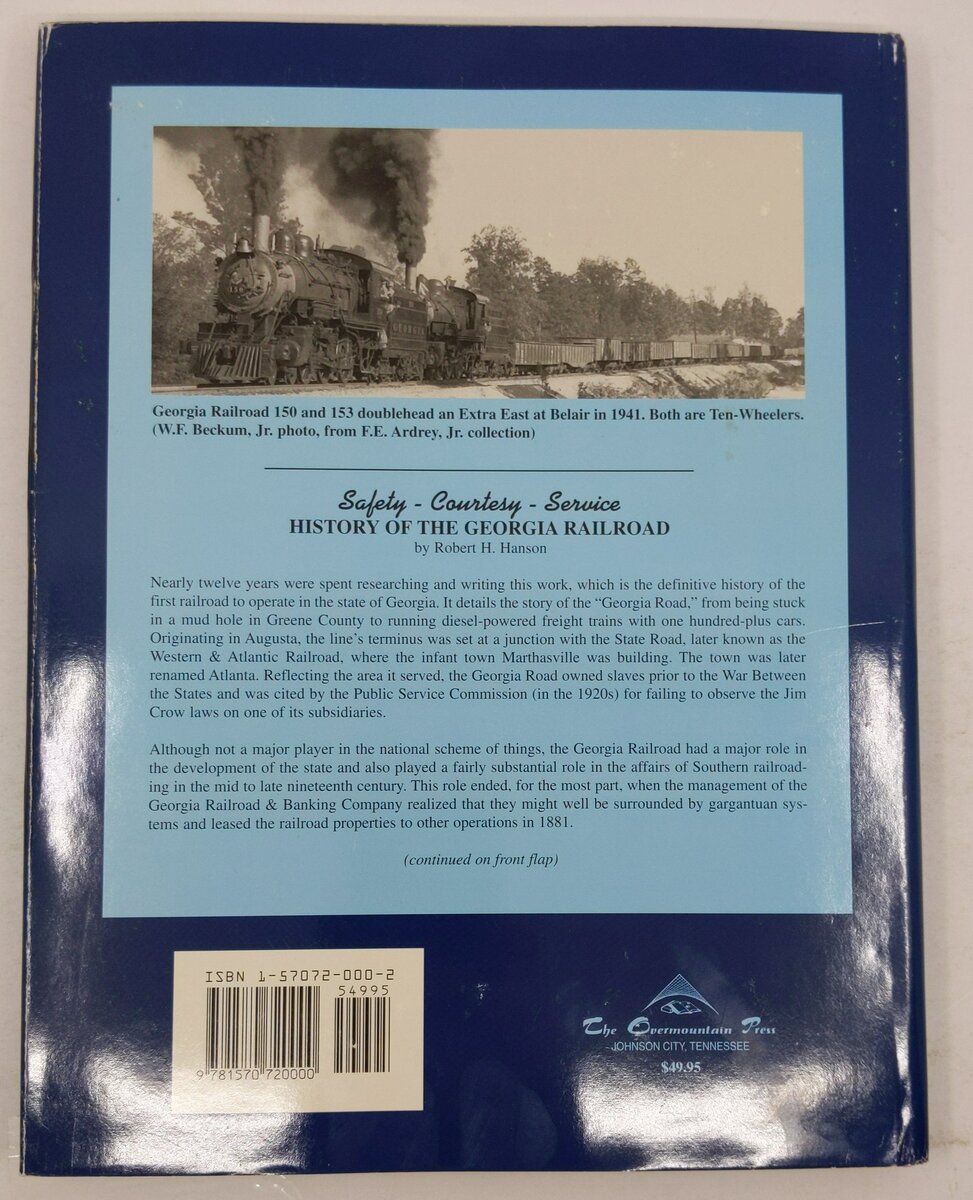 150
GEORGIA
Georgia Railroad 150 and 153 doublehead an Extra East at Belair in 1941. Both are Ten-Wheelers.
(W.F. Beckum, Jr. photo, from F.E. Ardrey, Jr. collection)
Safety - Courtesy - Service
HISTORY OF THE GEORGIA RAILROAD
by Robert H. Hanson
Nearly twelve years were spent researching and writing this work, which is the definitive history of the
first railroad to operate in the state of Georgia. It details the story of the “Georgia Road,” from being stuck
in a mud hole in Greene County to running diesel-powered freight trains with one hundred-plus cars.
Originating in Augusta, the line’s terminus was set at a junction with the State Road, later known as the
Western & Atlantic Railroad, where the infant town Marthasville was building. The town was later
renamed Atlanta. Reflecting the area it served, the Georgia Road owned slaves prior to the War Between
the States and was cited by the Public Service Commission (in the 1920s) for failing to observe the Jim
Crow laws on one of its subsidiaries.
Although not a major player in the national scheme of things, the Georgia Railroad had a major role in
the development of the state and also played a fairly substantial role in the affairs of Southern railroad-
ing in the mid to late nineteenth century. This role ended, for the most part, when the management of the
Georgia Railroad & Banking Company realized that they might well be surrounded by gargantuan sys-
tems and leased the railroad properties to other operations in 1881.
(continued on front flap)
ISBN 1-57072-000-2
54995
9 781570 720000
The Overmountain Press
JOHNSON CITY, TENNESSEE
$49.95